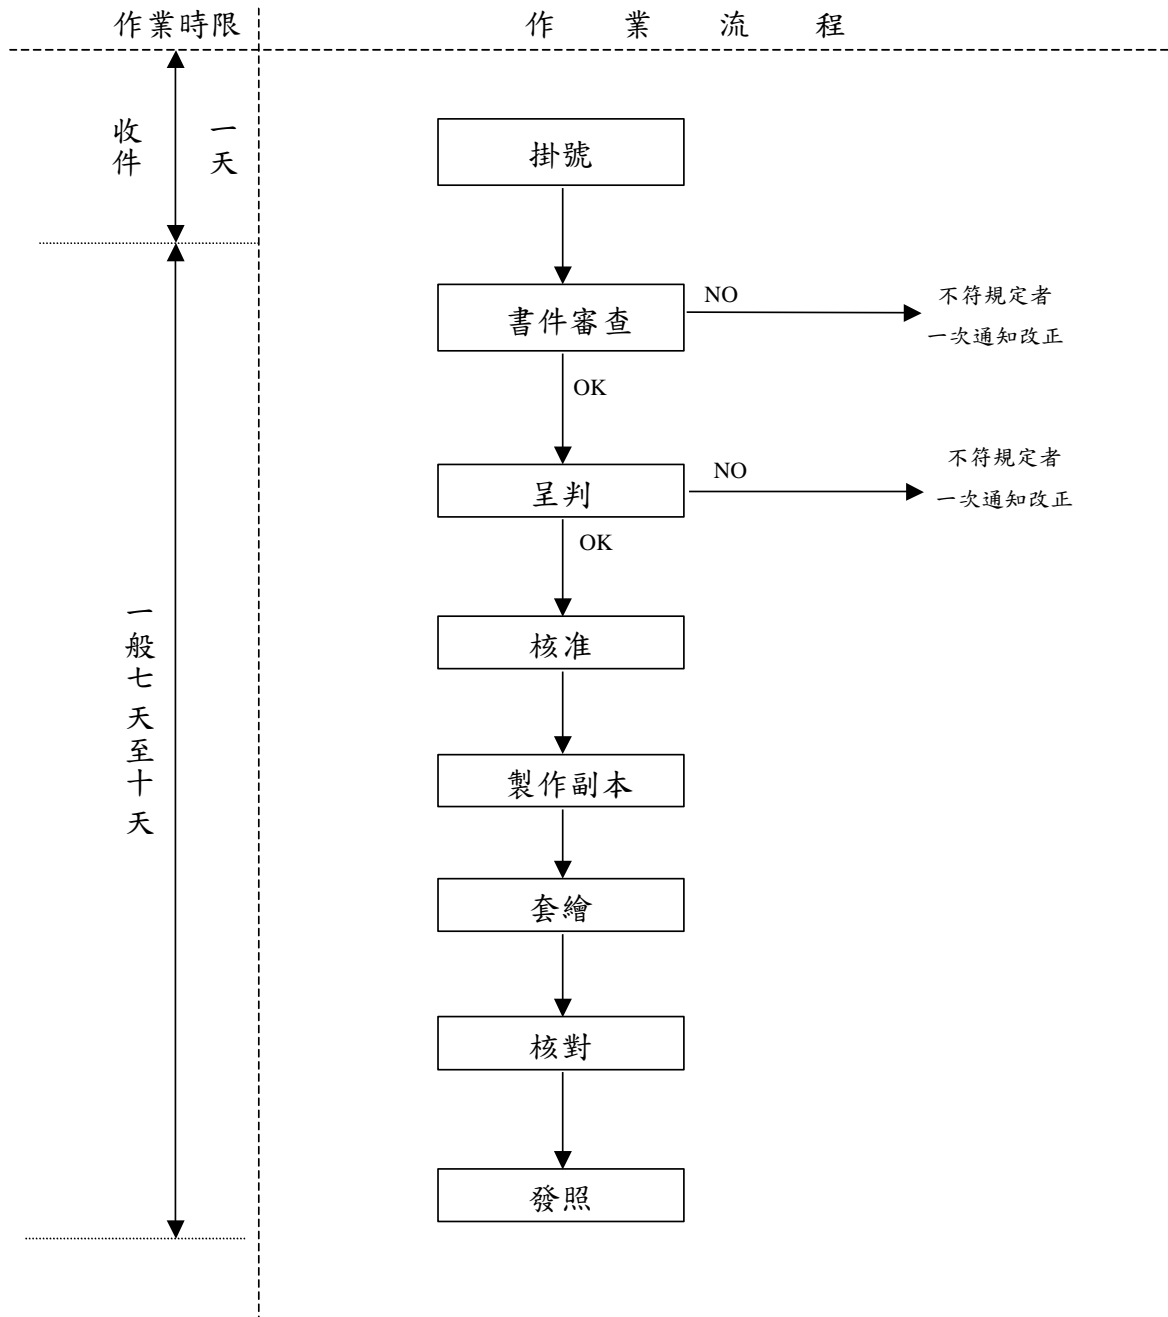 作業時限
作業流程
收件
一天
掛號
書件審查
NO
不符規定者
一次通知改正
OK
呈判
NO
不符規定者
一次通知改正
OK
核准
一般七天至十天
製作副本
套繪
核對
發照